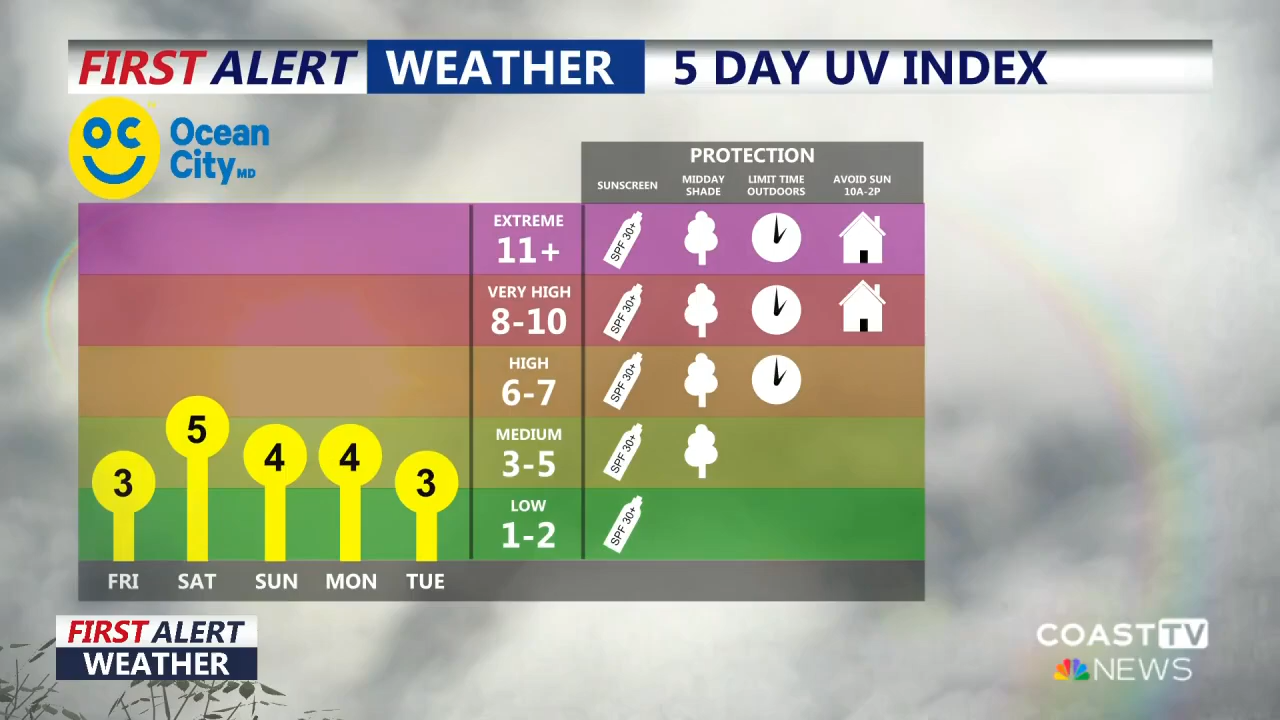 FIRST ALERT WEATHER 5 DAY UV INDEX
OC Ocean
City MD
PROTECTION
SUNSCREEN MIDDAY SHADE LIMIT TIME OUTDOORS AVOID SUN 10A-2P
EXTREME
11+ SPF 30+
VERY HIGH
8-10 SPF 30+
HIGH
6-7 SPF 30+
MEDIUM
3-5 SPF 30+
LOW
1-2 SPF 30+
3 5 4 4 3
FRI SAT SUN MON TUE
FIRST ALERT
WEATHER
COAST TV
NEWS